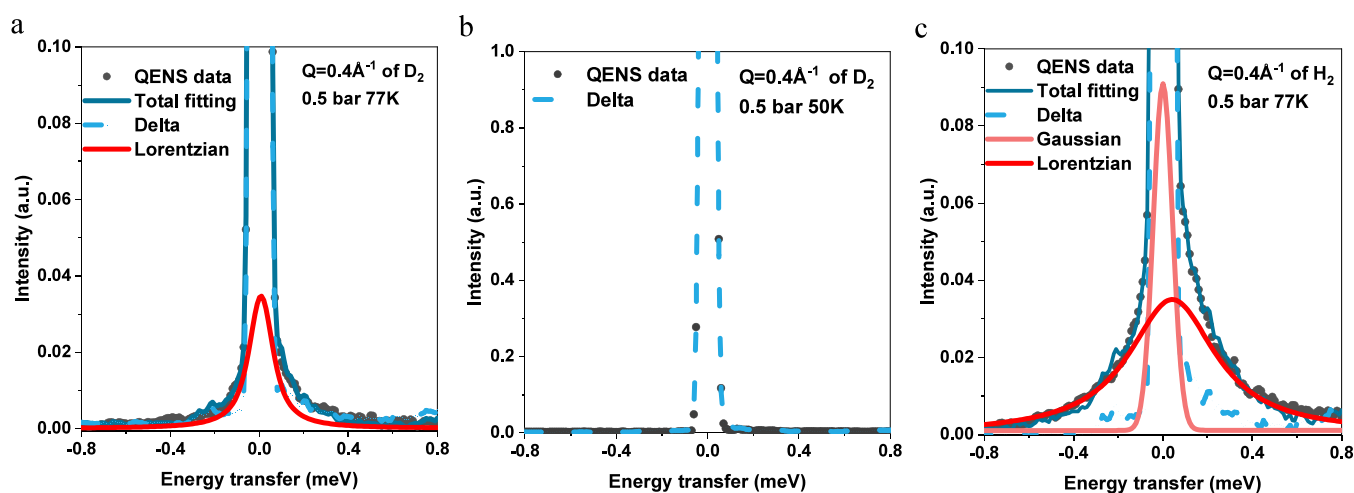 a
0.10
0.08
0.06
0.04
0.02
0.00
Intensity (a.u.)
QENS data
Total fitting
Delta
Lorentzian
Q=0.4Å⁻¹ of D₂
0.5 bar 77K
-0.8 -0.4 0.0 0.4 0.8
Energy transfer (meV)
b
1.0
0.8
0.6
0.4
0.2
0.0
Intensity (a.u.)
QENS data
Delta
Q=0.4Å⁻¹ of D₂
0.5 bar 50K
-0.8 -0.4 0.0 0.4 0.8
Energy transfer (meV)
c
0.10
0.08
0.06
0.04
0.02
0.00
Intensity (a.u.)
QENS data
Total fitting
Delta
Gaussian
Lorentzian
Q=0.4Å⁻¹ of H₂
0.5 bar 77K
-0.8 -0.4 0.0 0.4 0.8
Energy transfer (meV)